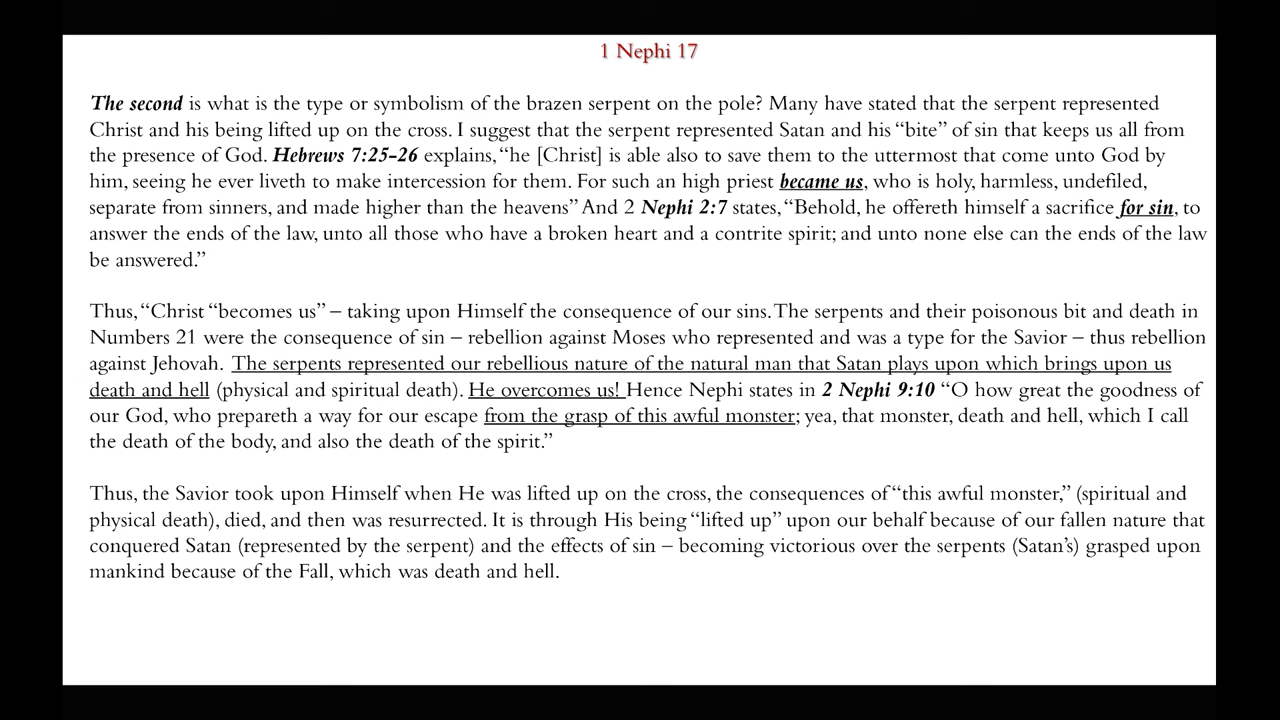 1 Nephi 17
The second is what is the type or symbolism of the brazen serpent on the pole? Many have stated that the serpent represented
Christ and his being lifted up on the cross. I suggest that the serpent represented Satan and his “bite” of sin that keeps us all from
the presence of God. Hebrews 7:25-26 explains, “he [Christ] is able also to save them to the uttermost that come unto God by
him, seeing he ever liveth to make intercession for them. For such an high priest became us, who is holy, harmless, undefiled,
separate from sinners, and made higher than the heavens” And 2 Nephi 2:7 states, “Behold, he offereth himself a sacrifice for sin, to
answer the ends of the law, unto all those who have a broken heart and a contrite spirit; and unto none else can the ends of the law
be answered.”
Thus, “Christ “becomes us” – taking upon Himself the consequence of our sins. The serpents and their poisonous bit and death in
Numbers 21 were the consequence of sin – rebellion against Moses who represented and was a type for the Savior – thus rebellion
against Jehovah. The serpents represented our rebellious nature of the natural man that Satan plays upon which brings upon us
death and hell (physical and spiritual death). He overcomes us! Hence Nephi states in 2 Nephi 9:10 “O how great the goodness of
our God, who prepareth a way for our escape from the grasp of this awful monster; yea, that monster, death and hell, which I call
the death of the body, and also the death of the spirit.”
Thus, the Savior took upon Himself when He was lifted up on the cross, the consequences of “this awful monster,” (spiritual and
physical death), died, and then was resurrected. It is through His being “lifted up” upon our behalf because of our fallen nature that
conquered Satan (represented by the serpent) and the effects of sin – becoming victorious over the serpents (Satan’s) grasped upon
mankind because of the Fall, which was death and hell.